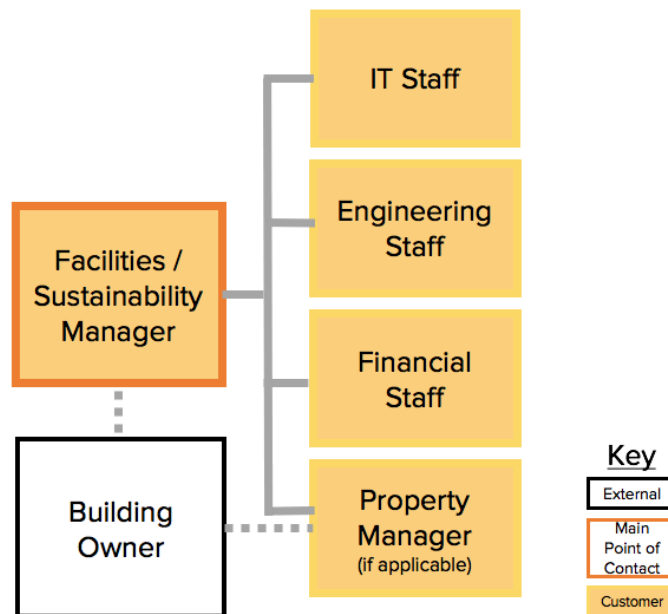 IT Staff
Engineering
Staff
Facilities /
Sustainability
Manager
Financial
Staff
Building
Owner
Property
Manager
(if applicable)
Key
External
Main
Point of
Contact
Customer